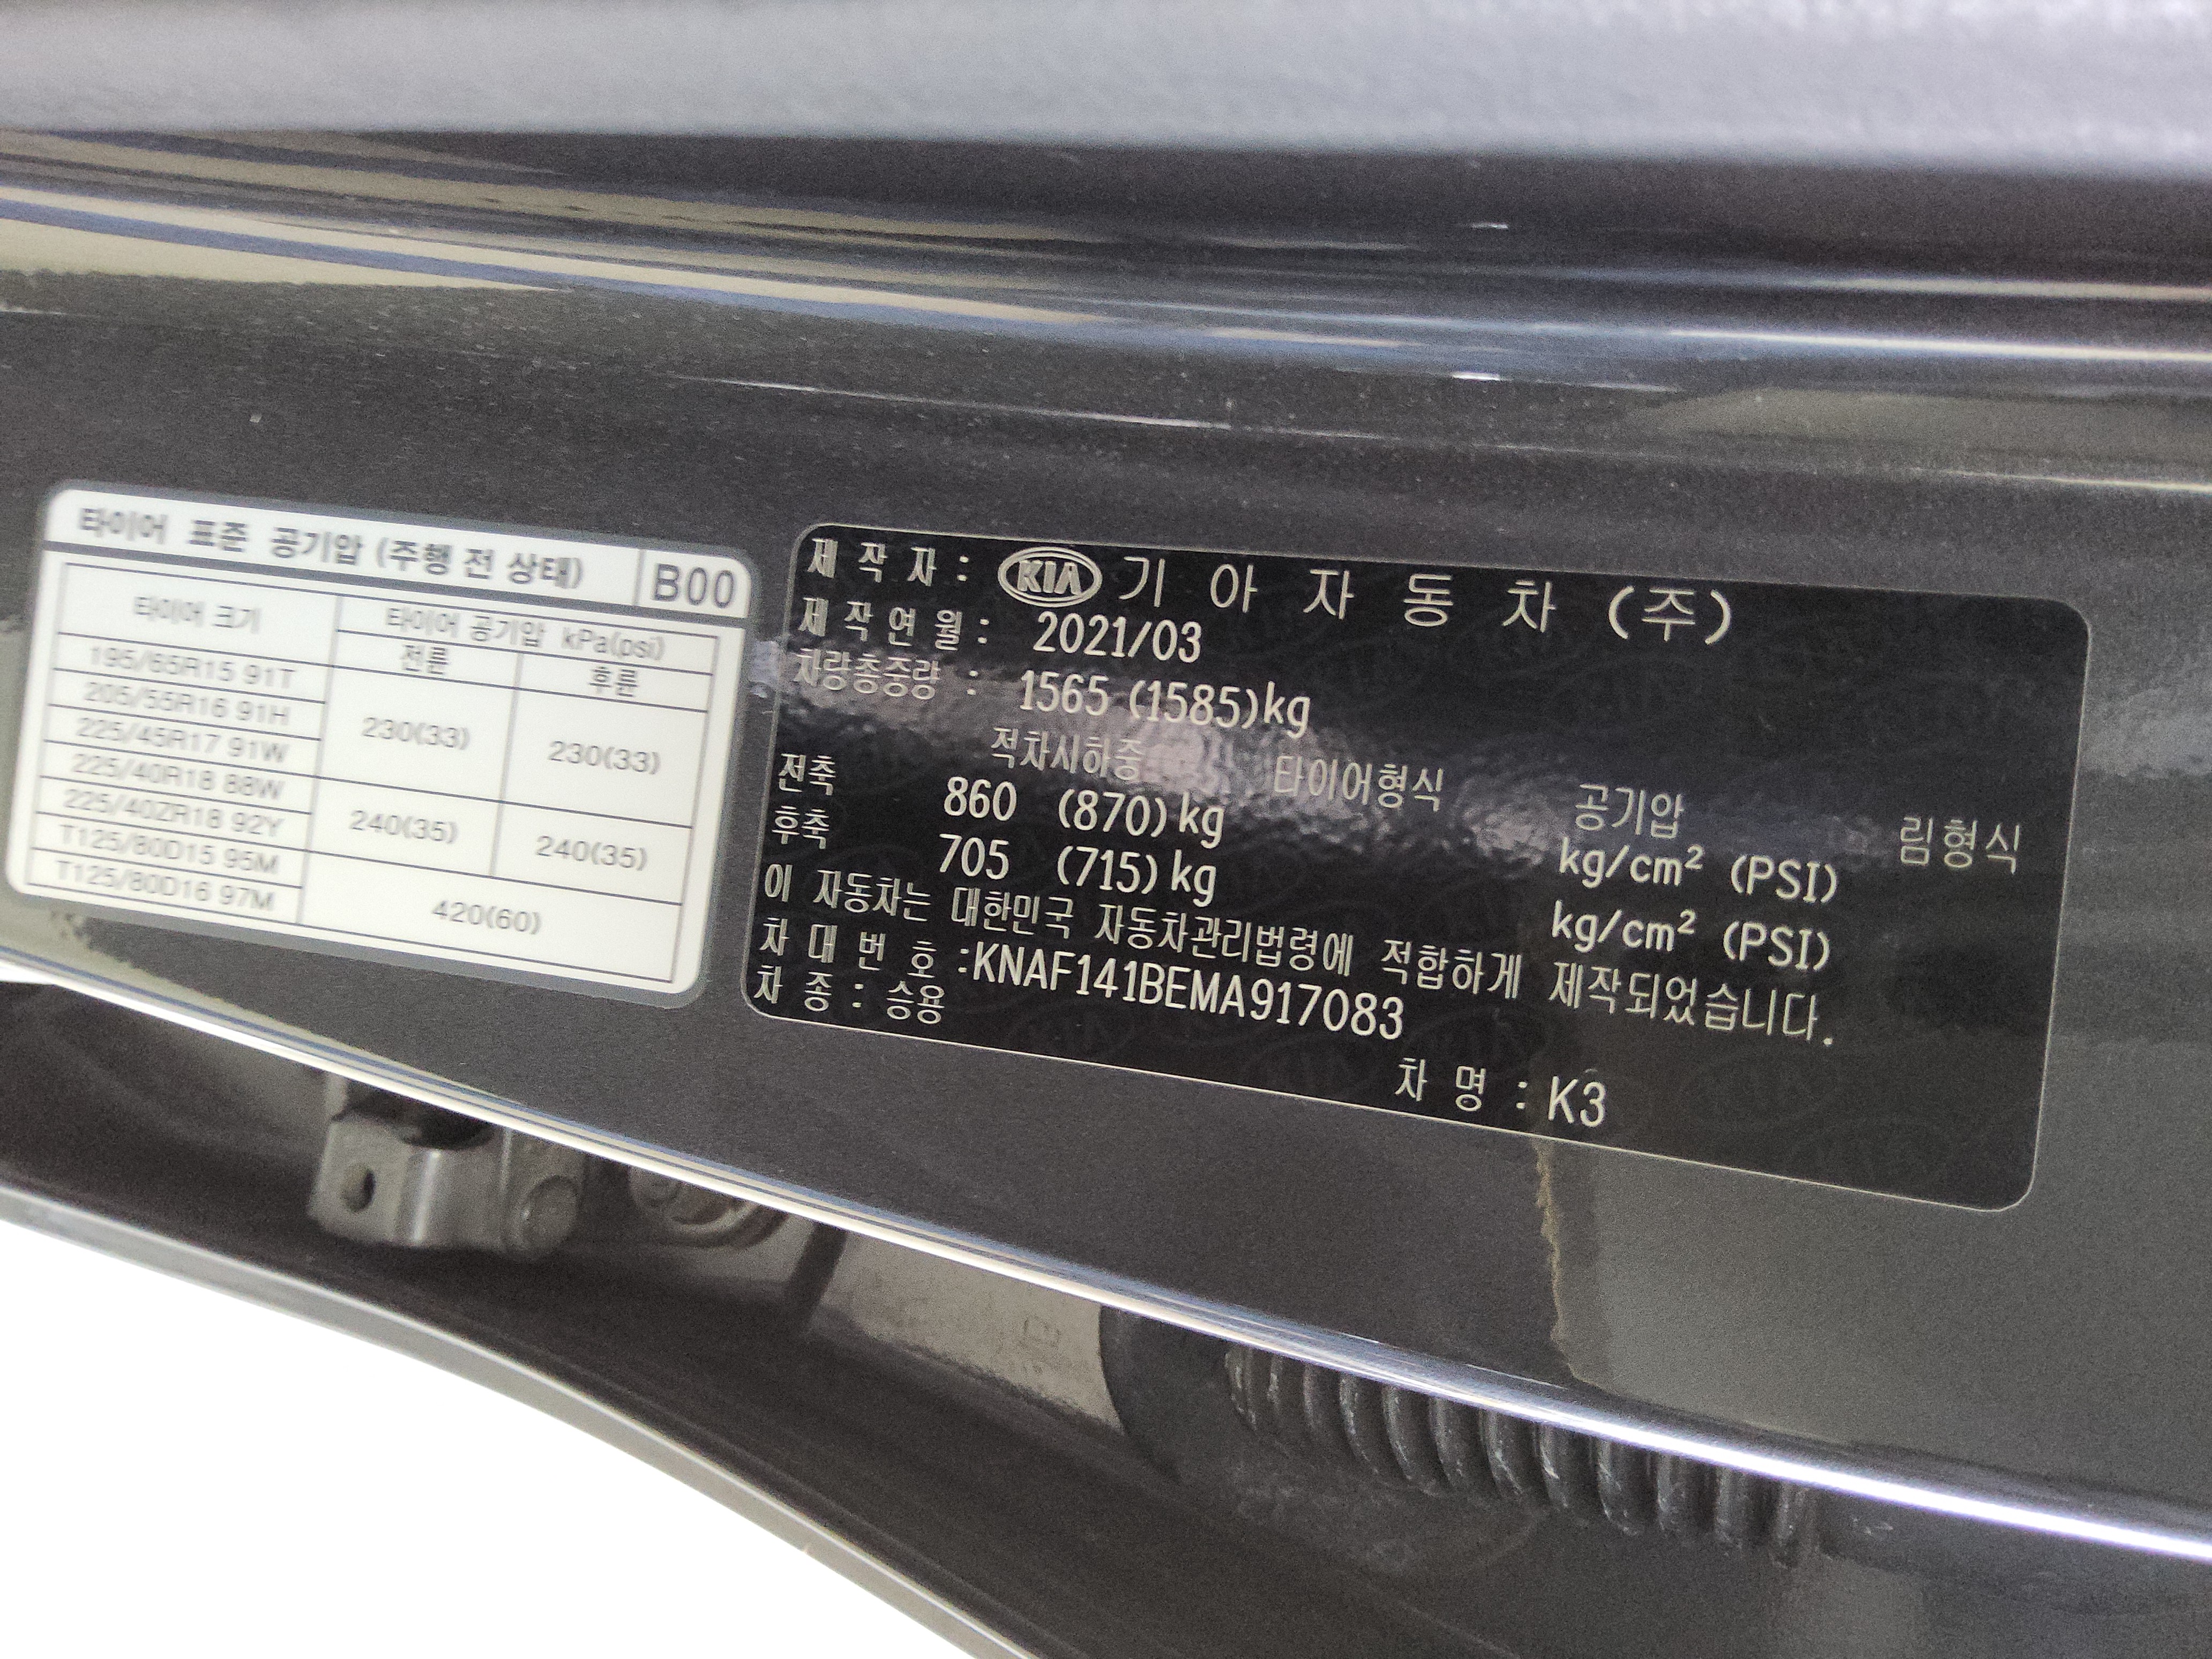 타이어 표준 공기압 (주행 전 상태) B00
타이어 크기 타이어 공기압 kPa(psi)
전륜 후륜
195/65R15 91T
205/55R16 91H
225/45R17 91W
230(33) 230(33)
225/40R18 88W
225/40ZR18 92Y
240(35) 240(35)
T125/80D15 95M
T125/80D16 97M
420(60)
제작자 : KIA 기아자동차(주)
제작연월 : 2021/03
차량총중량 : 1565 (1585)kg
적차시하중 타이어형식 공기압 림형식
전축 860 (870)kg kg/cm² (PSI)
후축 705 (715)kg kg/cm² (PSI)
이 자동차는 대한민국 자동차관리법령에 적합하게 제작되었습니다.
차대번호 :KNAF141BEMA917083
차종 : 승용 차명 : K3